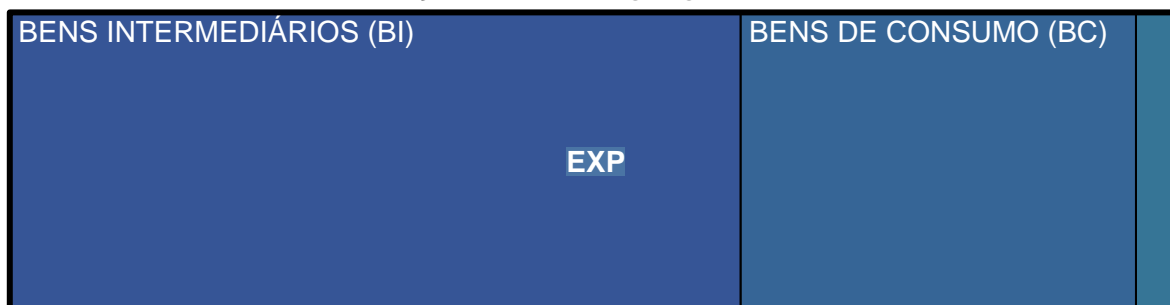 BENS INTERMEDIÁRIOS (BI)
BENS DE CONSUMO (BC)
EXP